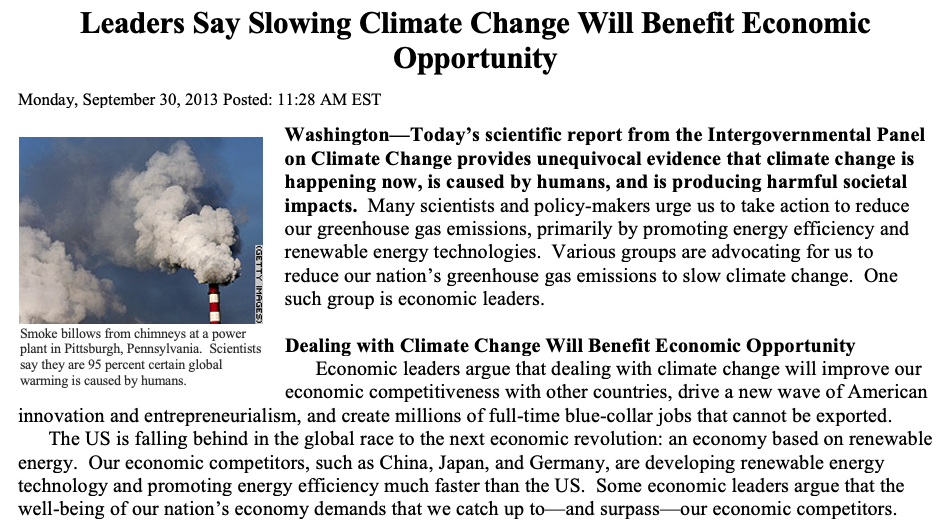 Leaders Say Slowing Climate Change Will Benefit Economic
Opportunity
Monday, September 30, 2013 Posted: 11:28 AM EST
Washington—Today's scientific report from the Intergovernmental Panel
on Climate Change provides unequivocal evidence that climate change is
happening now, is caused by humans, and is producing harmful societal
impacts. Many scientists and policy-makers urge us to take action to reduce
our greenhouse gas emissions, primarily by promoting energy efficiency and
renewable energy technologies. Various groups are advocating for us to
reduce our nation's greenhouse gas emissions to slow climate change. One
such group is economic leaders.
(GETTY IMAGES)
Smoke billows from chimneys at a power
plant in Pittsburgh, Pennsylvania. Scientists
say they are 95 percent certain global
warming is caused by humans.
Dealing with Climate Change Will Benefit Economic Opportunity
Economic leaders argue that dealing with climate change will improve our
economic competitiveness with other countries, drive a new wave of American
innovation and entrepreneurialism, and create millions of full-time blue-collar jobs that cannot be exported.
The US is falling behind in the global race to the next economic revolution: an economy based on renewable
energy. Our economic competitors, such as China, Japan, and Germany, are developing renewable energy
technology and promoting energy efficiency much faster than the US. Some economic leaders argue that the
well-being of our nation's economy demands that we catch up to—and surpass—our economic competitors.